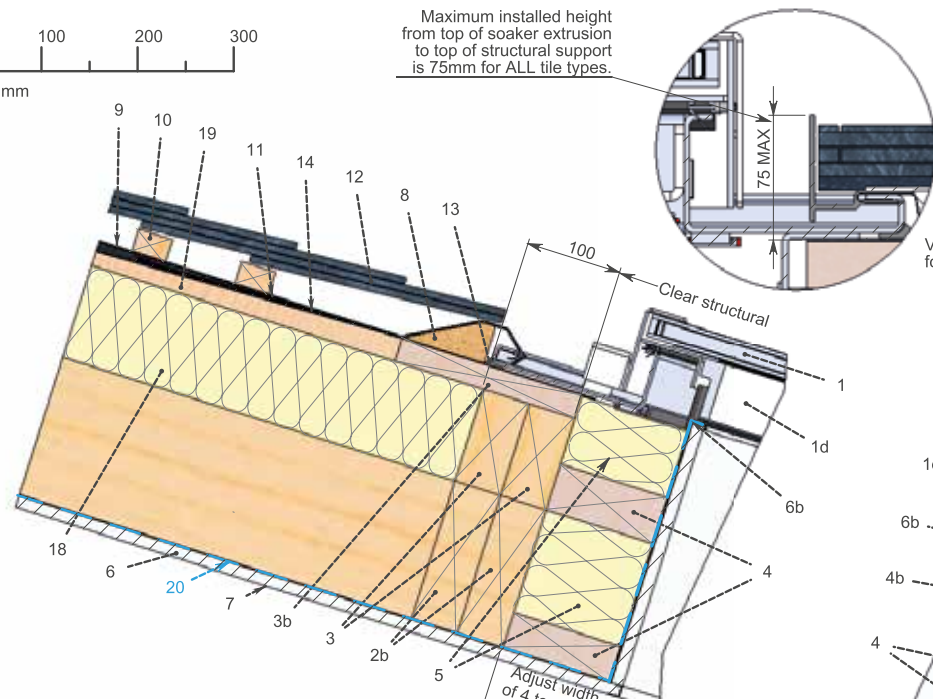 100
200
300
mm
Maximum installed height
from top of soaker extrusion
to top of structural support
is 75mm for ALL tile types.
75 MAX
9
10
19
11
14
12
8
13
100
Clear structural
1
1d
6b
6b
4b
4
4
18
6
20
7
3b
3
2b
5
Adjust width